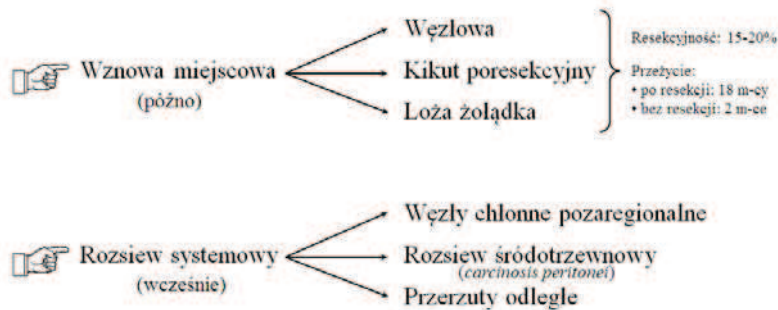 Węzłowa
Wznowa miejscowa
(późno)
Kikut poresekcyjny
Loża żołądka
Resekcyjność: 15-20%
Przeżycie:
• po resekcji: 18 m-cy
• bez resekcji: 2 m-ce
Węzły chłonne pozaregionalne
Rozsiew systemowy
(wcześnie)
Rozsiew śródotrzewnowy
(carcinosis peritonei)
Przerzuty odległe